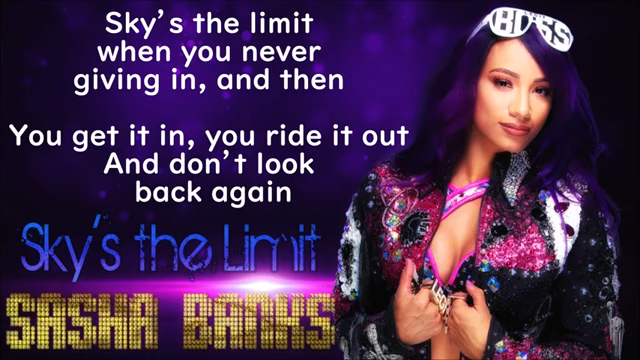 BOSS
Sky's the limit
when you never
giving in, and then
You get it in, you ride it out
And don't look
back again
Sky's the Limit
SASHA BANKS